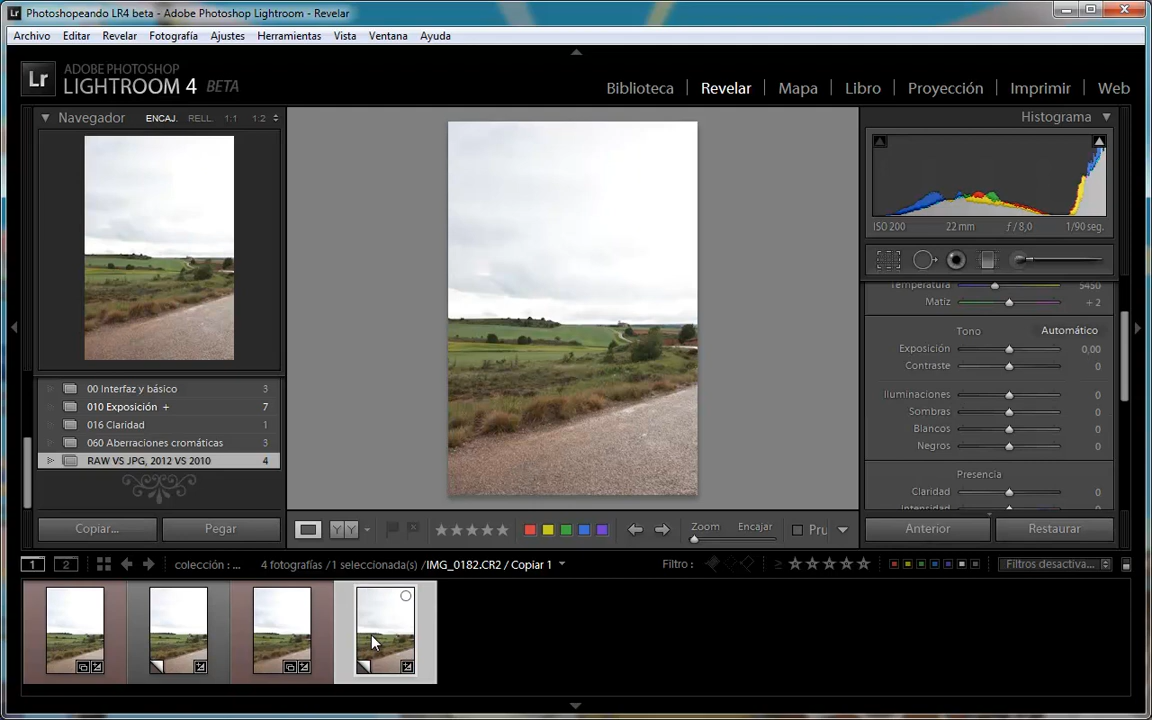 Photoshopeando LR4 beta - Adobe Photoshop Lightroom - Revelar
Archivo Editar Revelar Fotografía Ajustes Herramientas Vista Ventana Ayuda
Lr ADOBE PHOTOSHOP
LIGHTROOM 4 BETA
Biblioteca Revelar Mapa Libro Proyección Imprimir Web
Navegador ENCAJ. RELL. 1:1 1:2
Histograma
ISO 200 22 mm ƒ / 8,0 1/90 seg.
Temperatura 5450
Matiz + 2
Tono Automático
Exposición 0,00
Contraste 0
Iluminaciones 0
Sombras 0
Blancos 0
Negros 0
Presencia
Claridad 0
Intensidad
00 Interfaz y básico 3
010 Exposición + 7
016 Claridad 1
060 Aberraciones cromáticas 3
RAW VS JPG, 2012 VS 2010 4
Copiar... Pegar
Y Y
Zoom Encajar Pru
Anterior Restaurar
1 2 colección : ... 4 fotografías /1 seleccionada(s) /IMG_0182.CR2 / Copiar 1 Filtro : ≥ Filtros desactiva...